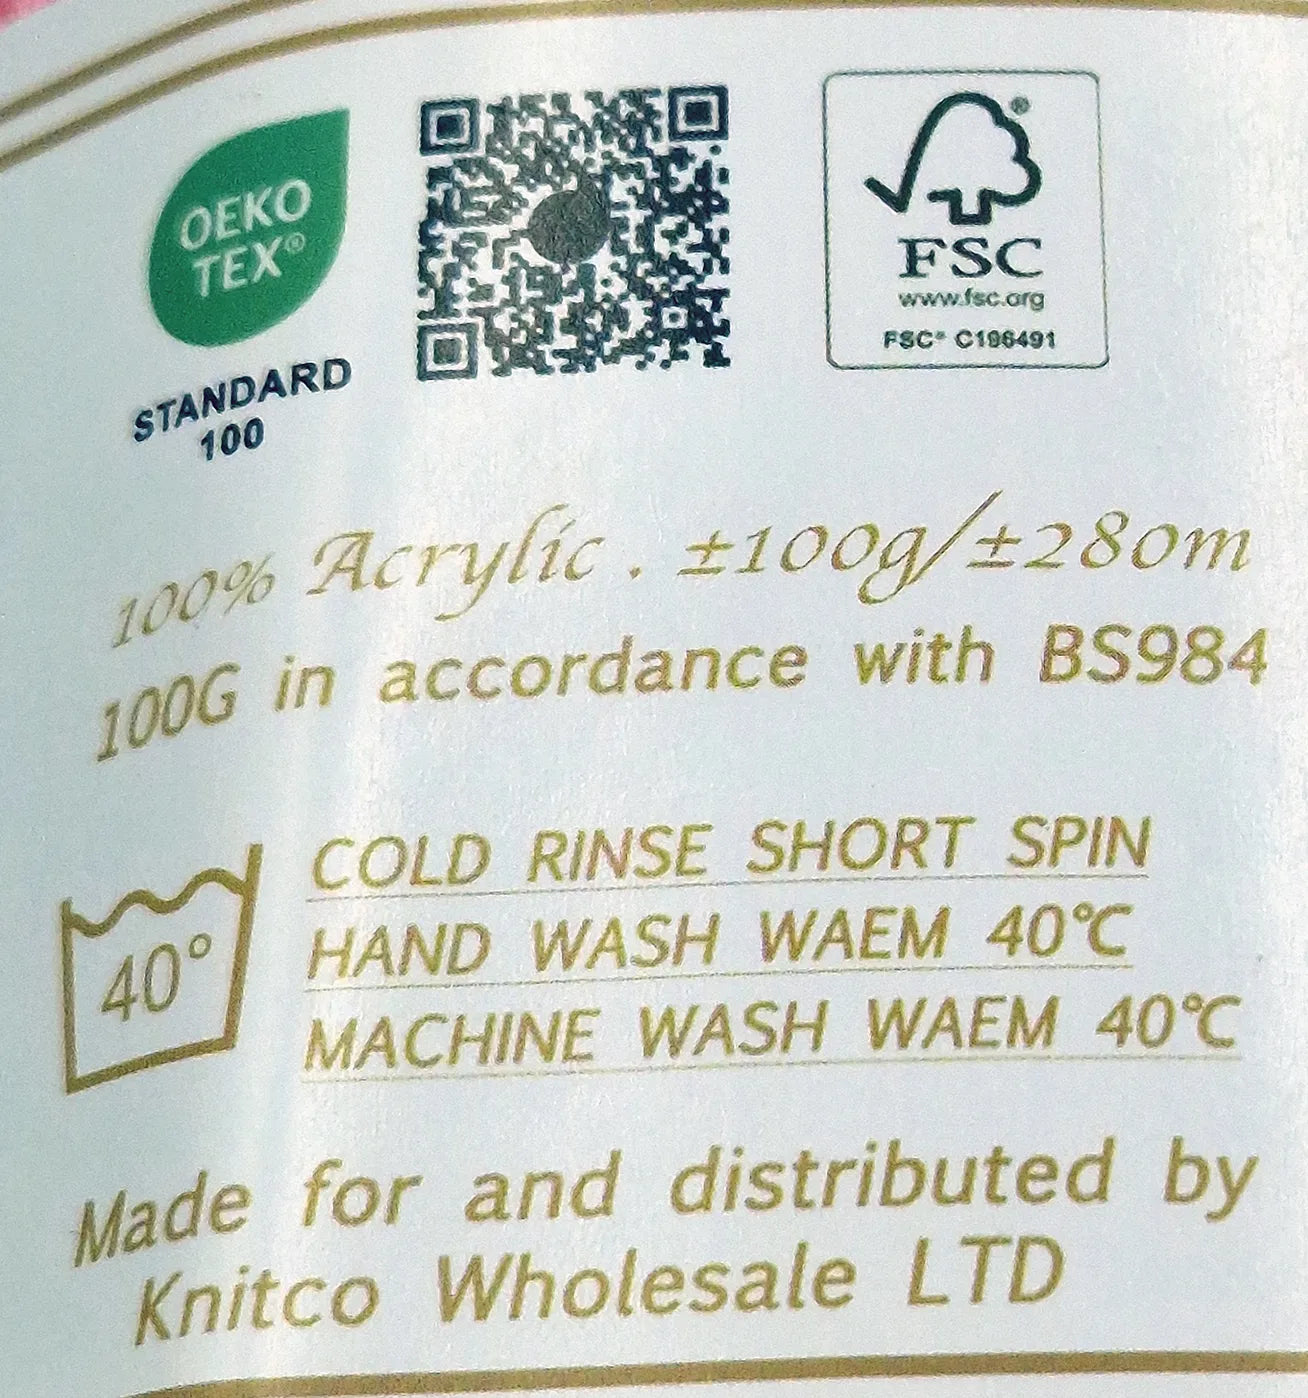 OEKO
TEX®
STANDARD
100
FSC
®
www.fsc.org
FSC® C196491
100% Acrylic . ±100g/±280m
100G in accordance with BS984
40°
COLD RINSE SHORT SPIN
HAND WASH WAEM 40℃
MACHINE WASH WAEM 40℃
Made for and distributed by
Knitco Wholesale LTD